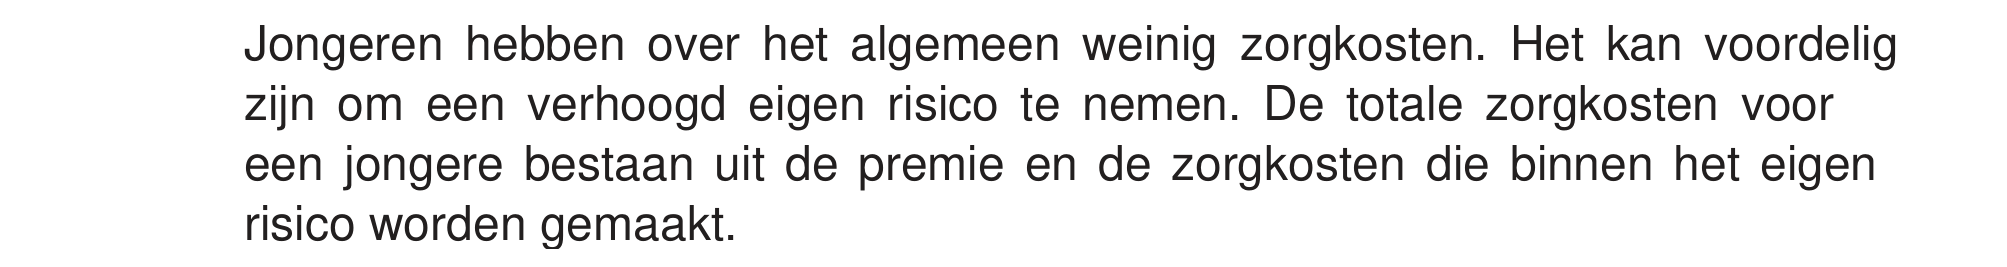 Jongeren hebben over het algemeen weinig zorgkosten. Het kan voordelig
zijn om een verhoogd eigen risico te nemen. De totale zorgkosten voor
een jongere bestaan uit de premie en de zorgkosten die binnen het eigen
risico worden gemaakt.